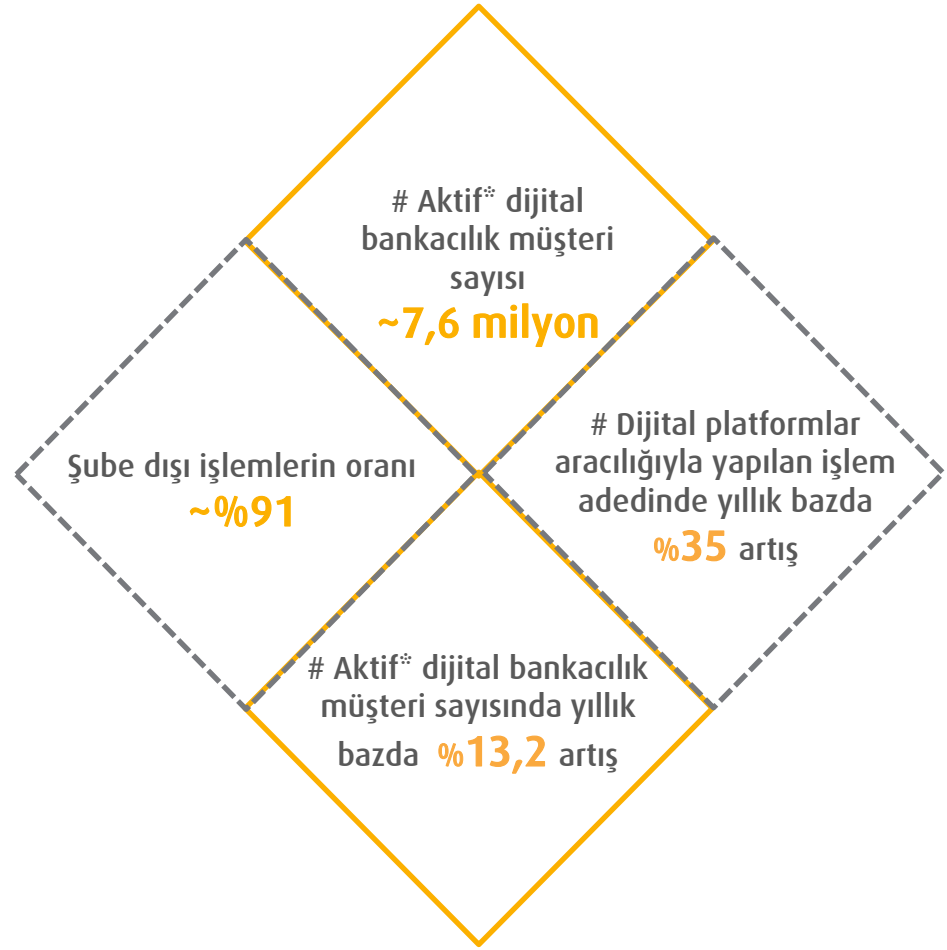 # Aktif* dijital
bankacılık müşteri
sayısı
~7,6 milyon
Şube dışı işlemlerin oranı
~%91
# Dijital platformlar
aracılığıyla yapılan işlem
adedinde yıllık bazda
%35 artış
# Aktif* dijital bankacılık
müşteri sayısında yıllık
bazda %13,2 artış